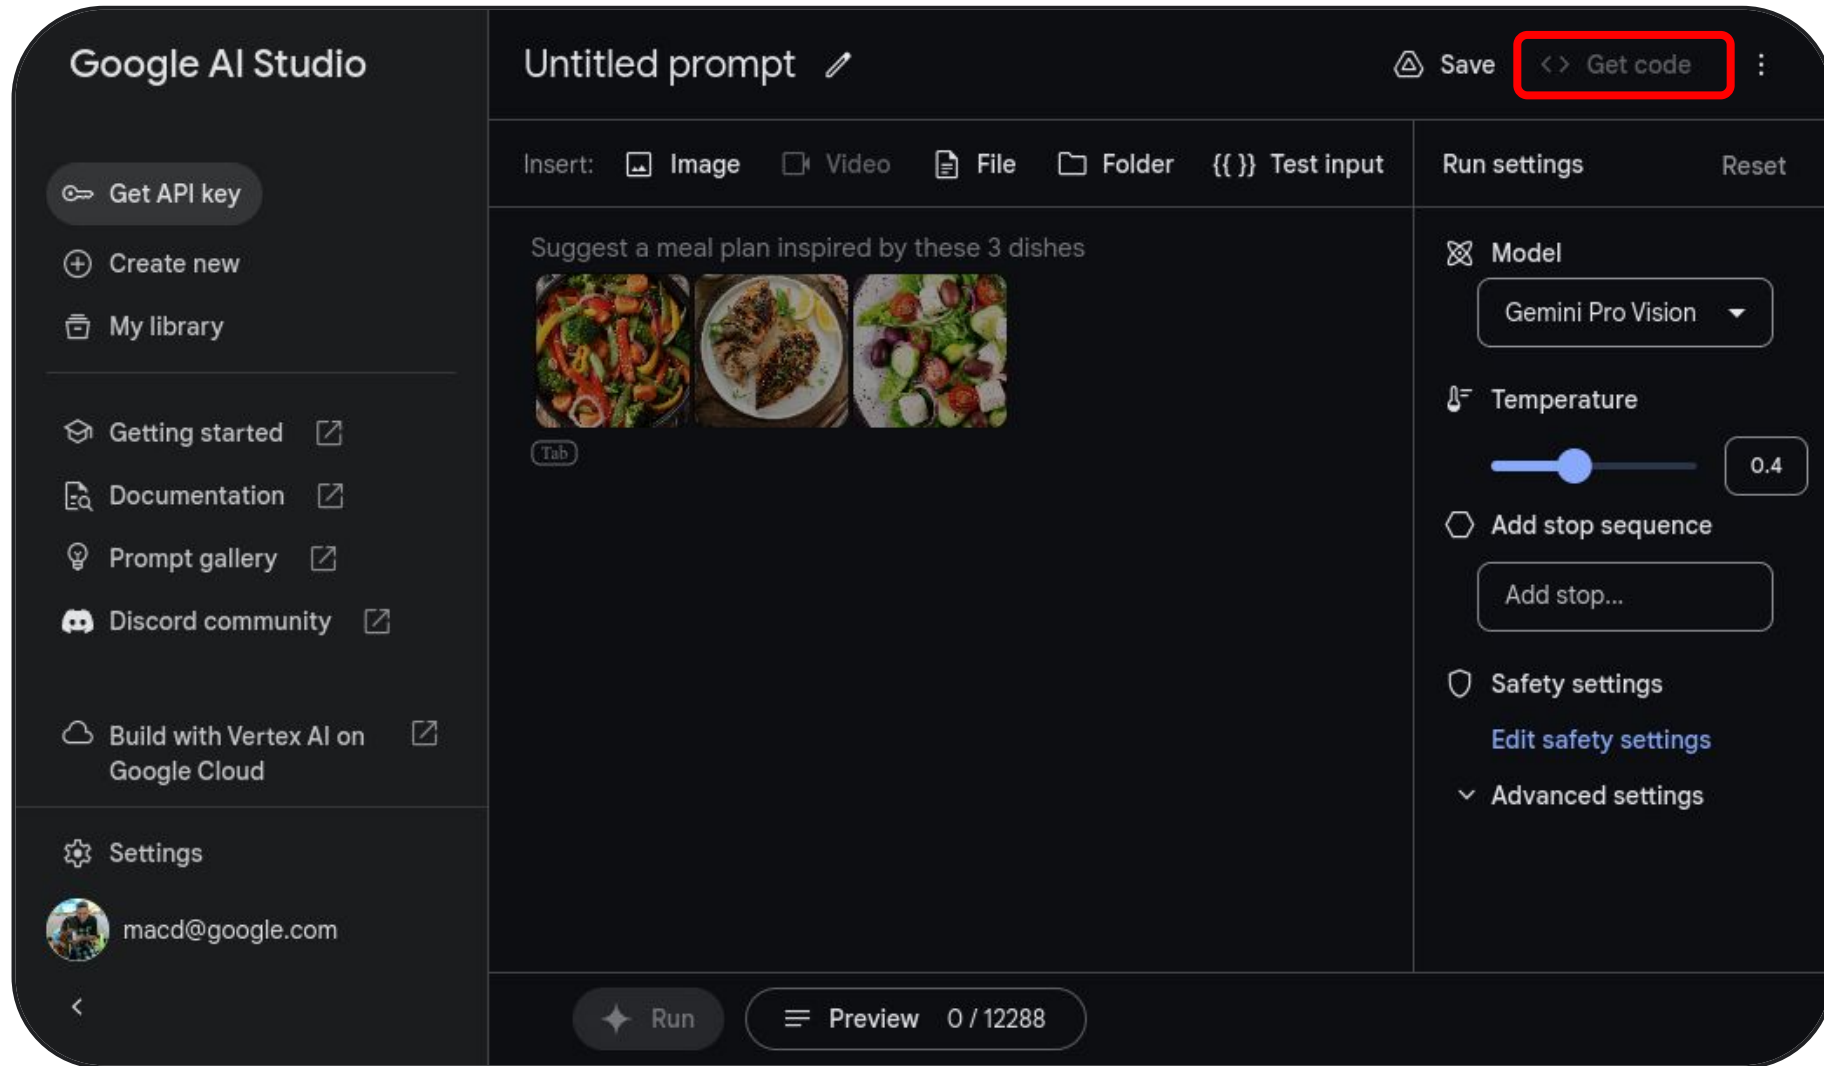 Google AI Studio
Get API key
Create new
My library
Getting started
Documentation
Prompt gallery
Discord community
Build with Vertex AI on
Google Cloud
Settings
macd@google.com
Untitled prompt
Save
<> Get code
Insert:
Image
Video
File
Folder
{{ }} Test input
Suggest a meal plan inspired by these 3 dishes
Tab
Run
Preview 0 / 12288
Run settings
Reset
Model
Gemini Pro Vision
Temperature
0.4
Add stop sequence
Add stop...
Safety settings
Edit safety settings
Advanced settings